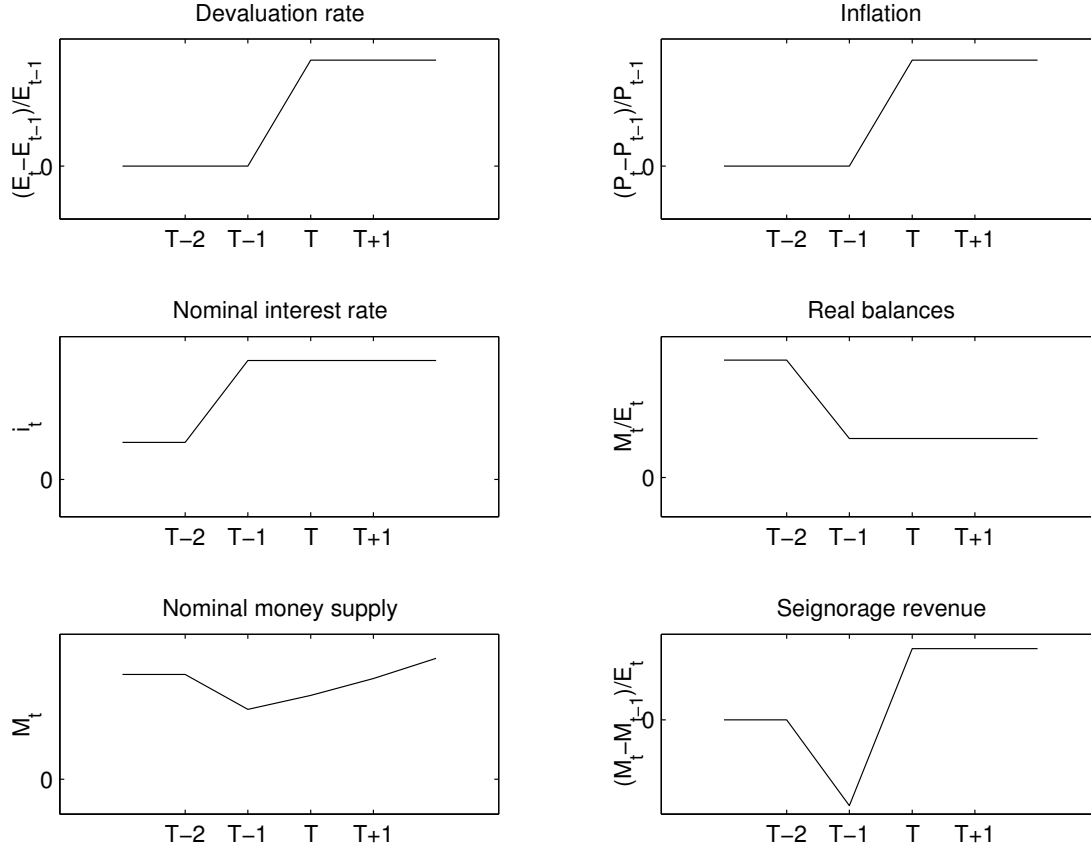 Devaluation rate
(E_t−E_{t−1})/E_{t−1}
0
T−2 T−1 T T+1
Inflation
(P_t−P_{t−1})/P_{t−1}
0
T−2 T−1 T T+1
Nominal interest rate
i_t
0
T−2 T−1 T T+1
Real balances
M_t/E_t
0
T−2 T−1 T T+1
Nominal money supply
M_t
0
T−2 T−1 T T+1
Seignorage revenue
(M_t−M_{t−1})/E_t
0
T−2 T−1 T T+1